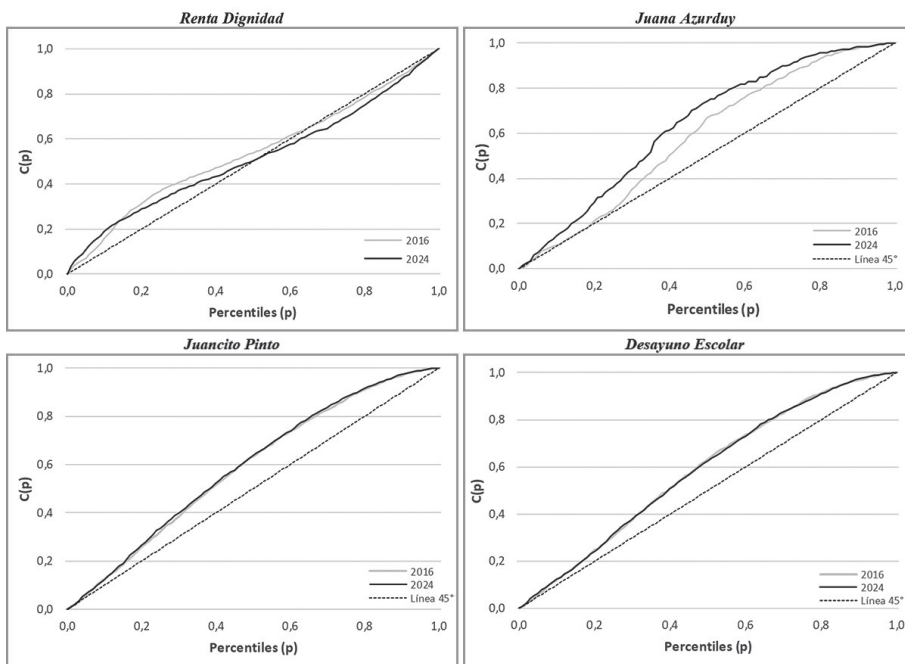 Renta Dignidad
1,0
0,8
0,6
0,4
0,2
0,0
C(p)
2016
2024
0,0 0,2 0,4 0,6 0,8 1,0
Percentiles (p)
Juana Azurduy
1,0
0,8
0,6
0,4
0,2
0,0
C(p)
2016
2024
Línea 45°
0,0 0,2 0,4 0,6 0,8 1,0
Percentiles (p)
Juancito Pinto
1,0
0,8
0,6
0,4
0,2
0,0
C(p)
2016
2024
Línea 45°
0,0 0,2 0,4 0,6 0,8 1,0
Percentiles (p)
Desayuno Escolar
1,0
0,8
0,6
0,4
0,2
0,0
C(p)
2016
2024
Línea 45°
0,0 0,2 0,4 0,6 0,8 1,0
Percentiles (p)